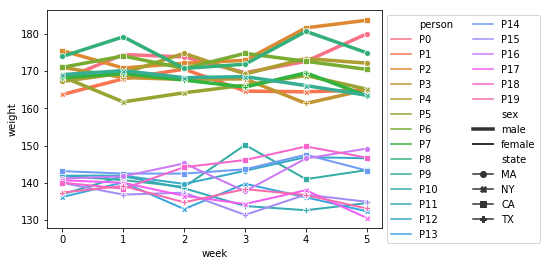 180
170
160
150
140
130
weight
0 1 2 3 4 5
week
person
P0
P1
P2
P3
P4
P5
P6
P7
P8
P9
P10
P11
P12
P13
P14
P15
P16
P17
P18
P19
sex
male
female
state
MA
NY
CA
TX